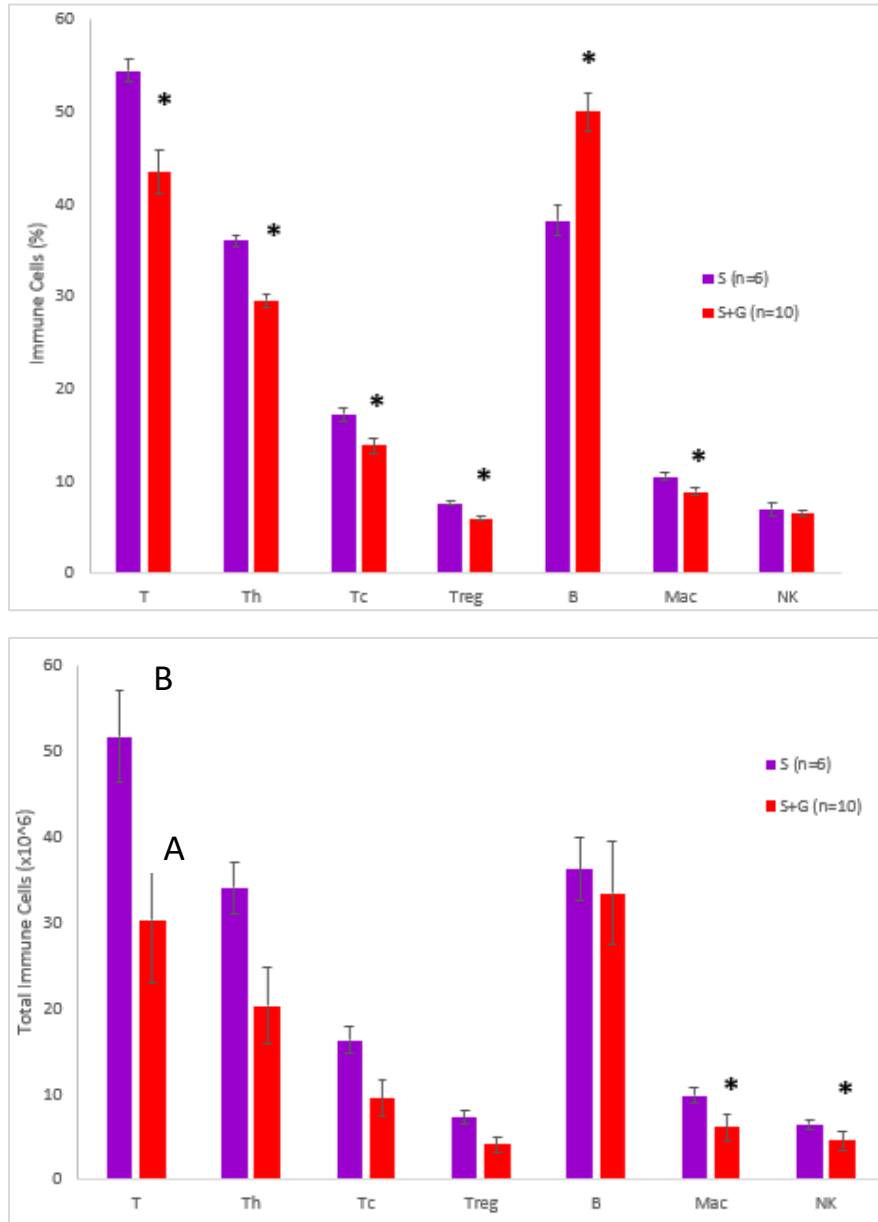 60
*
*
50
40
*
Immune Cells (%)
30
S (n=6)
S+G (n=10)
20
*
*
*
10
0
T Th Tc Treg B Mac NK
60
B
50
S (n=6)
S+G (n=10)
40
A
Total Immune Cells (x10^6)
30
20
10
*
*
0
T Th Tc Treg B Mac NK